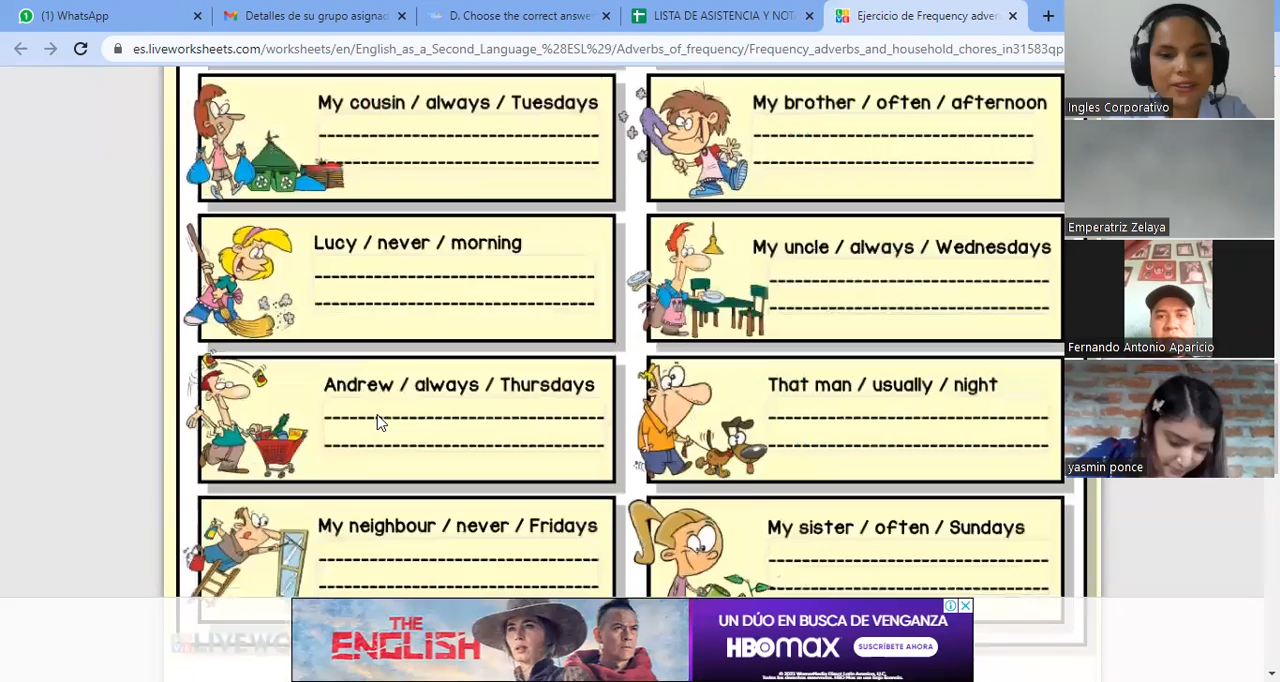 (1) WhatsApp
Detalles de su grupo asignad
D. Choose the correct answer
LISTA DE ASISTENCIA Y NOTA
Ejercicio de Frequency adver
es.liveworksheets.com/worksheets/en/English_as_a_Second_Language_%28ESL%29/Adverbs_of_frequency/Frequency_adverbs_and_household_chores_in31583qp
My cousin / always / Tuesdays
My brother / often / afternoon
Lucy / never / morning
My uncle / always / Wednesdays
Andrew / always / Thursdays
That man / usually / night
My neighbour / never / Fridays
My sister / often / Sundays
Ingles Corporativo
Emperatriz Zelaya
Fernando Antonio Aparicio
yasmin ponce
THE
ENGLISH
UN DÚO EN BUSCA DE VENGANZA
HBOMAX
SUSCRÍBETE AHORA
LIVEWO